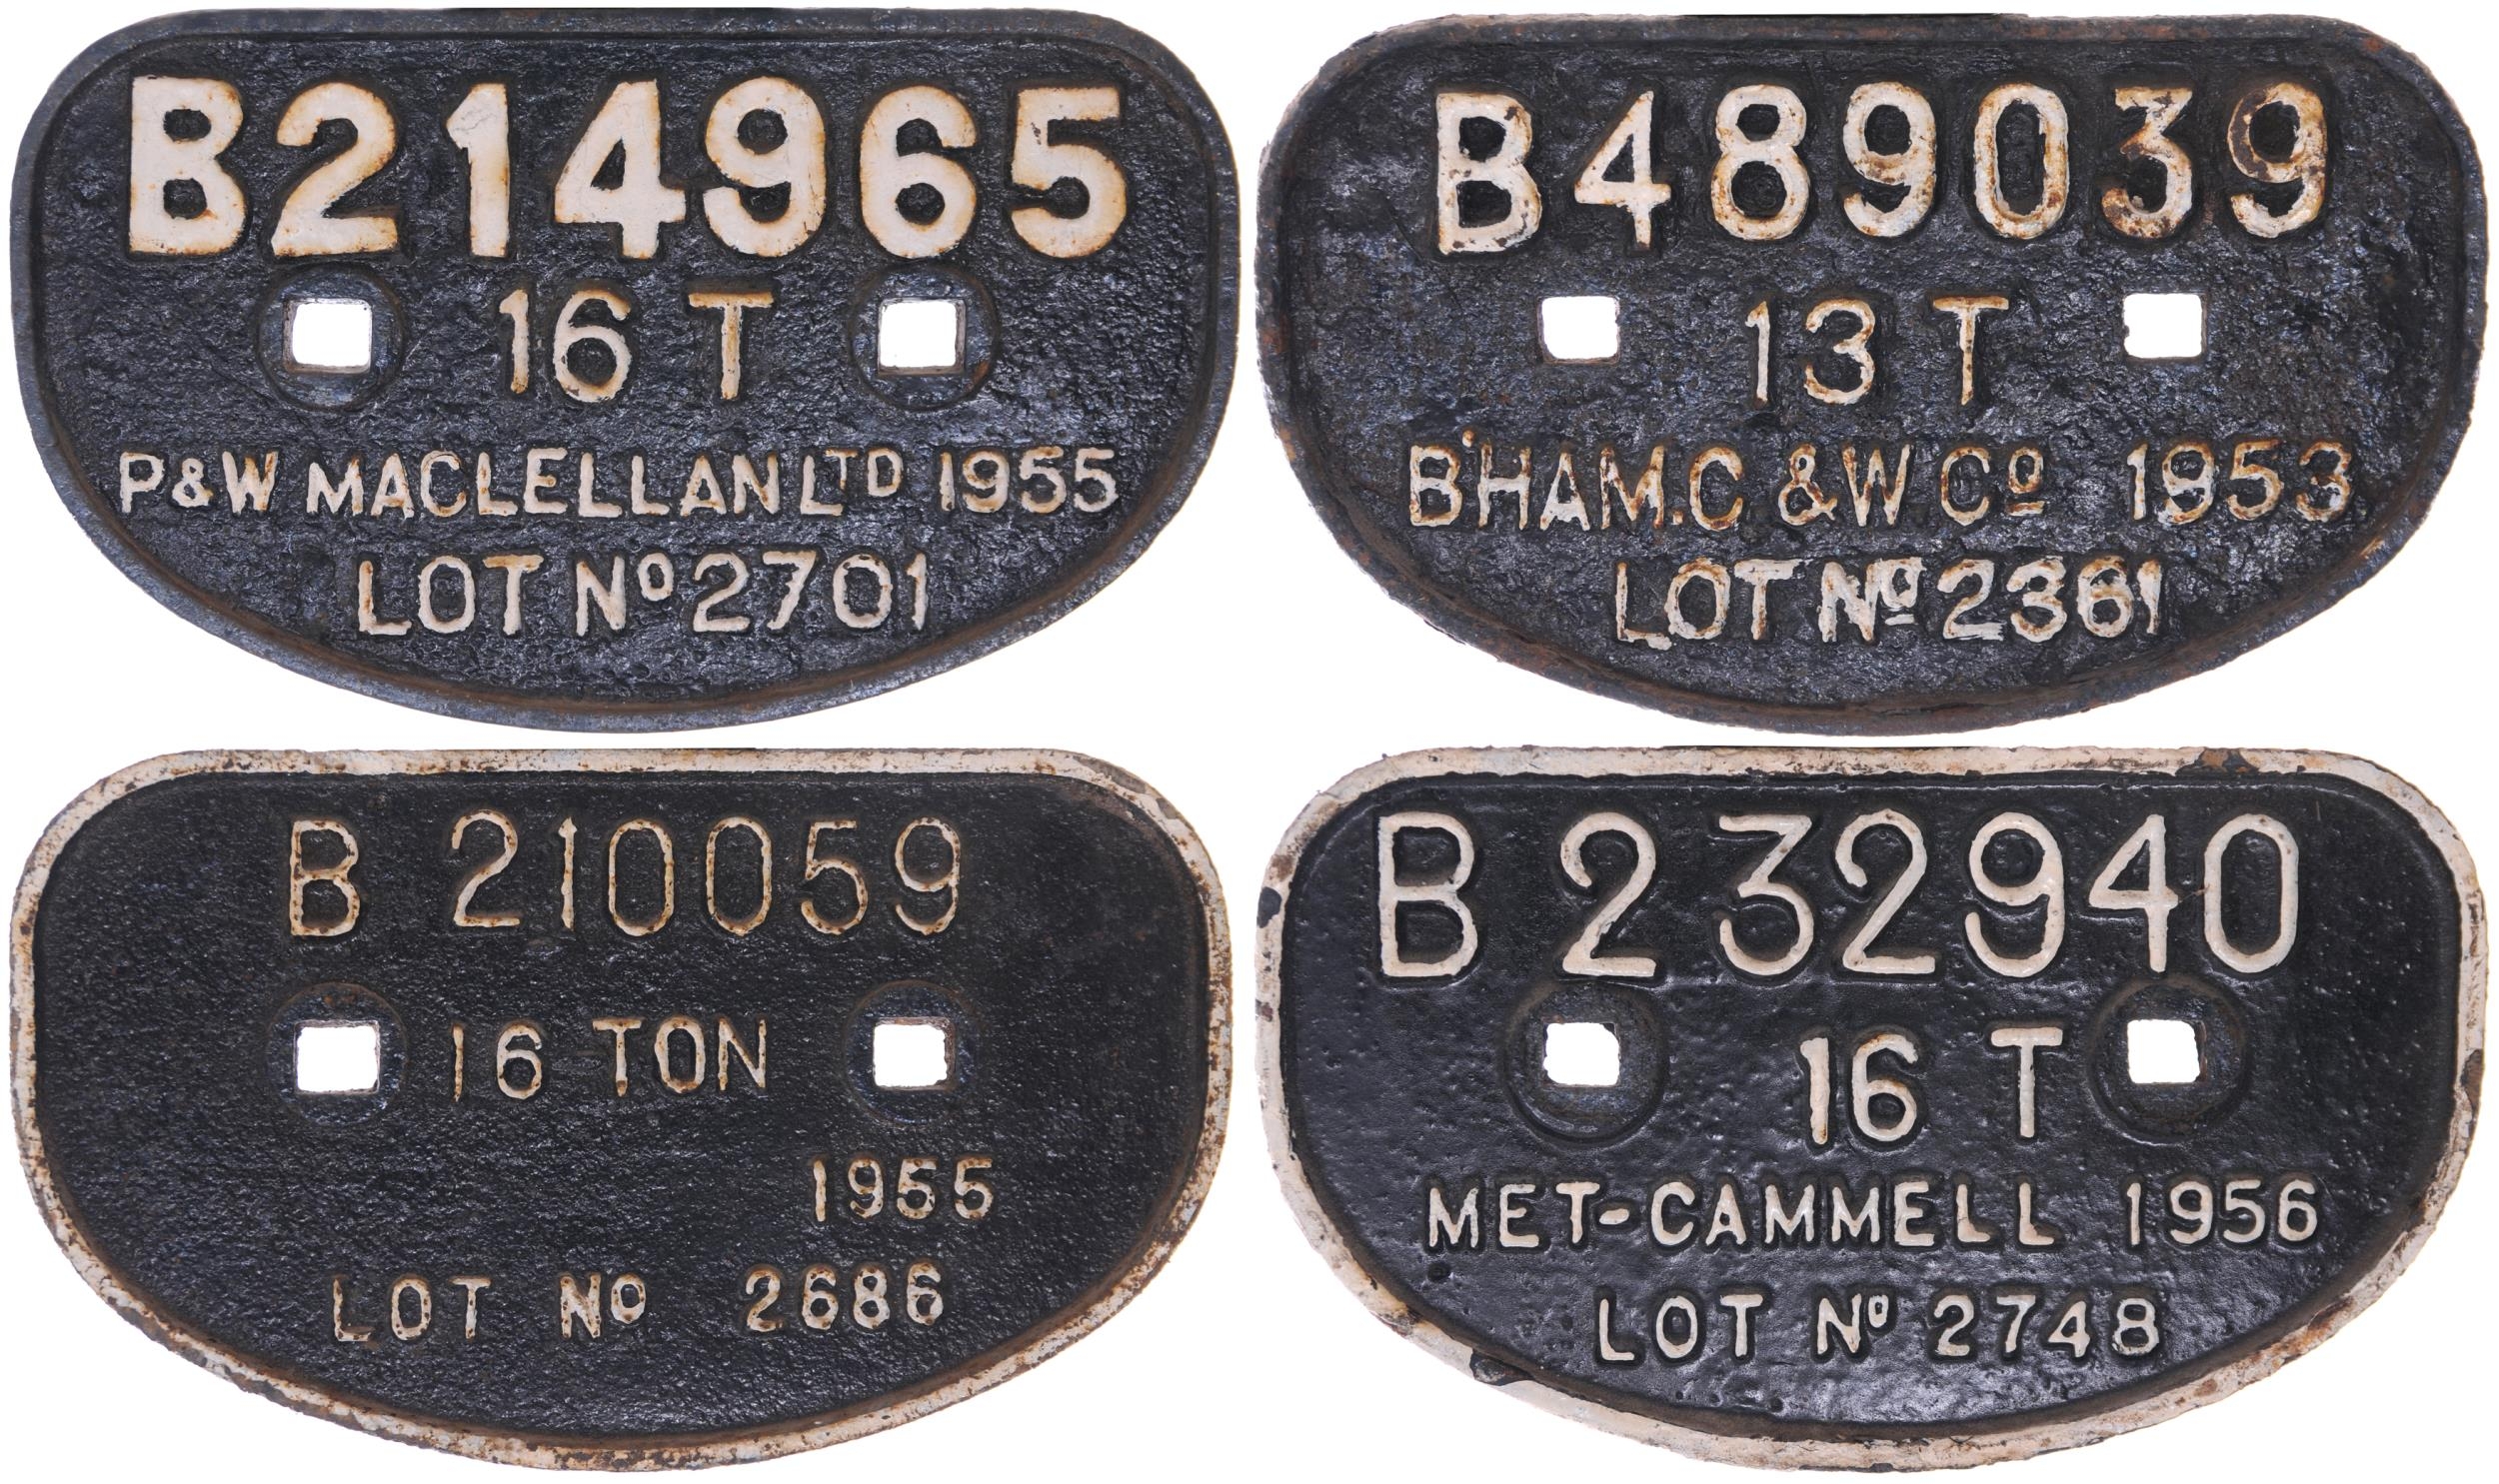 B214965
16 T
P&W MACLELLAN LTD 1955
LOT No 2701
B489039
13 T
B'HAM.C &W Co 1953
LOT No 2361
B 210059
16 TON
1955
LOT No 2686
B 232940
16 T
MET-CAMMELL 1956
LOT No 2748